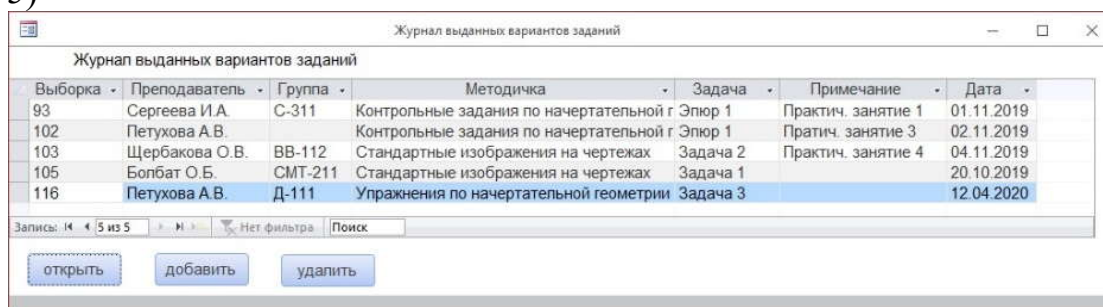 Журнал выданных вариантов заданий
Журнал выданных вариантов заданий
Выборка Преподаватель Группа Методичка Задача Примечание Дата
93 Сергеева И.А. С-311 Контрольные задания по начертательной г Эпюр 1 Практич. занятие 1 01.11.2019
102 Петухова А.В. Контрольные задания по начертательной г Эпюр 1 Пратич. занятие 3 02.11.2019
103 Щербакова О.В. ВВ-112 Стандартные изображения на чертежах Задача 2 Практич. занятие 4 04.11.2019
105 Болбат О.Б. СМТ-211 Стандартные изображения на чертежах Задача 1 20.10.2019
116 Петухова А.В. Д-111 Упражнения по начертательной геометрии Задача 3 12.04.2020
Запись: 5 из 5 Нет фильтра Поиск
открыть добавить удалить